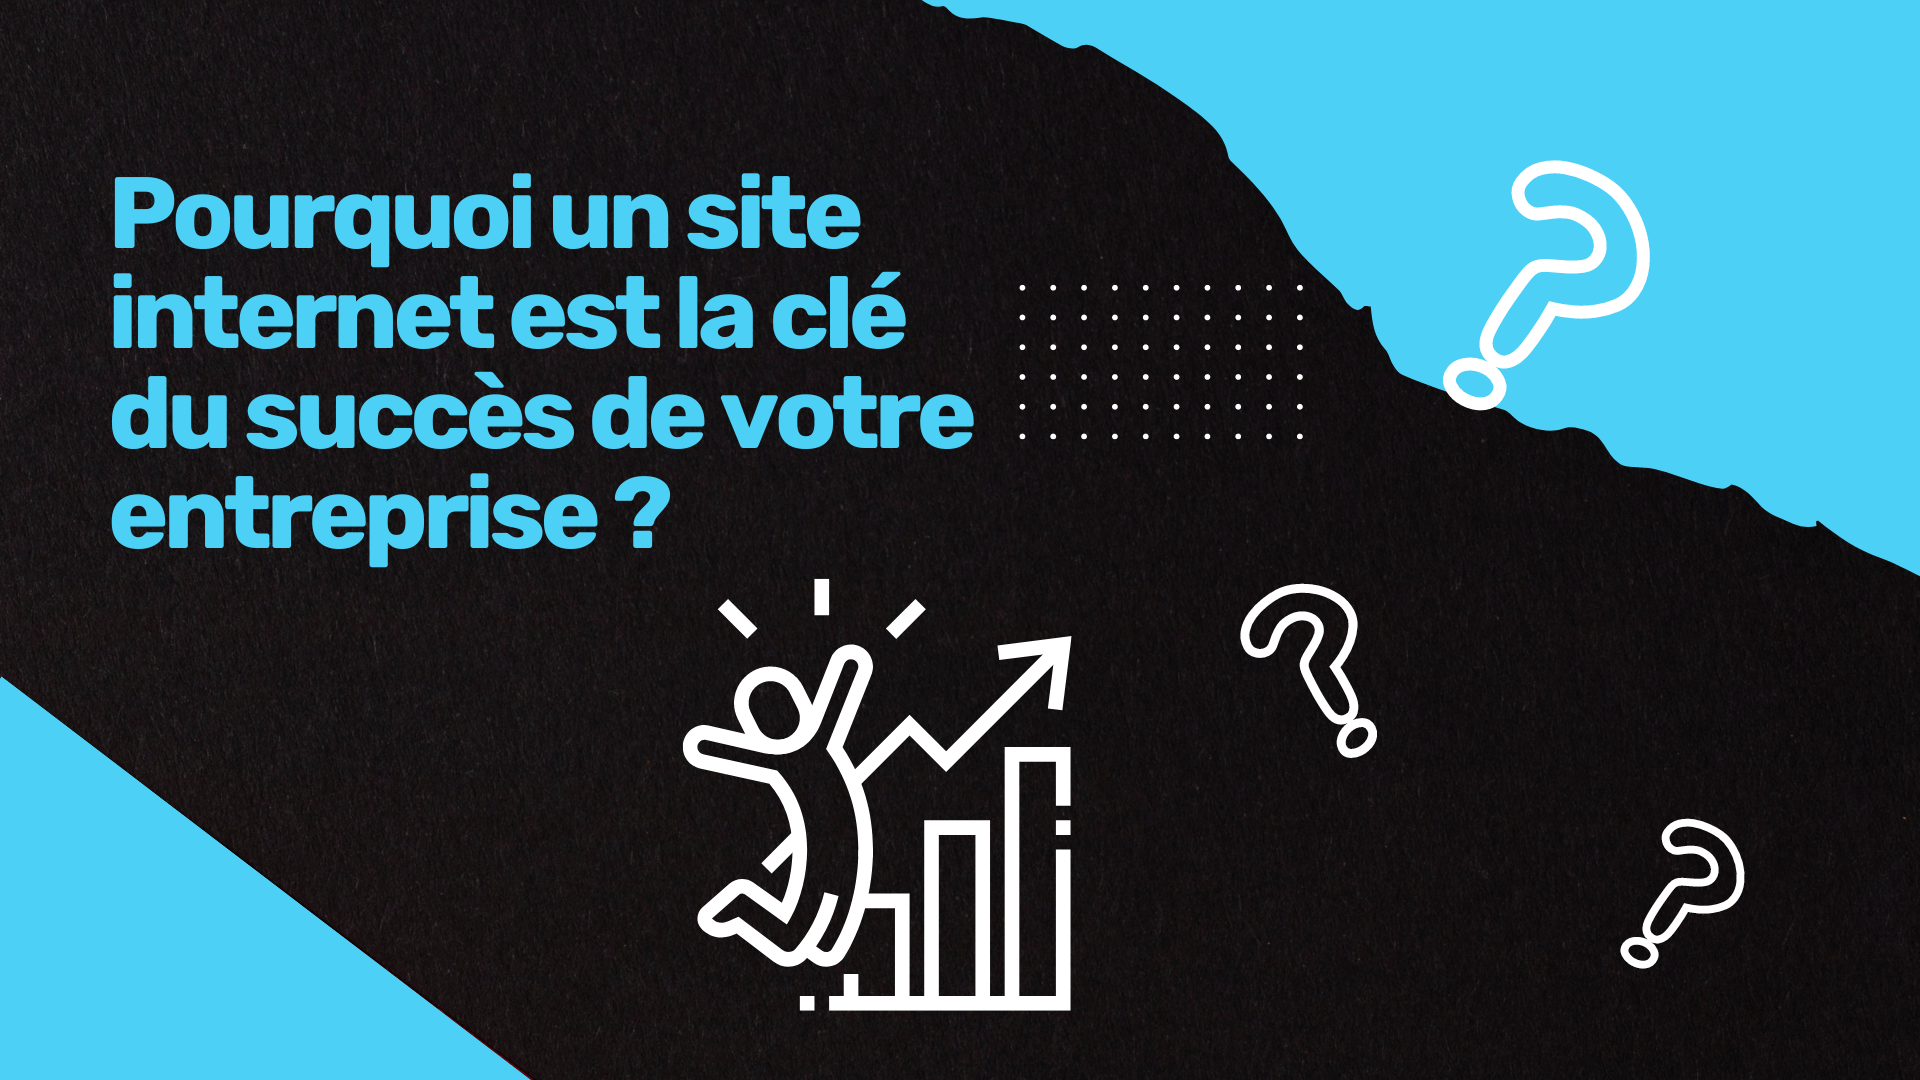 Pourquoi un site
internet est la clé
du succès de votre
entreprise ?